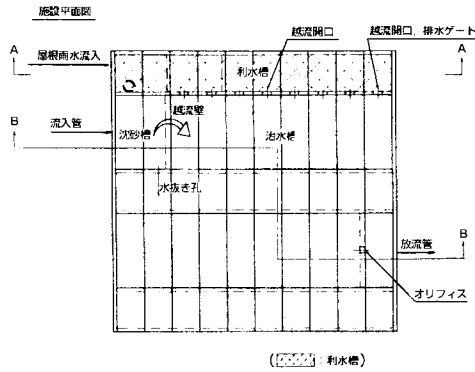 施設平面図
越流開口
越流開口, 排水ゲート
A
A
屋根雨水流入
利水槽
越流壁
B
流入管
沈砂槽
治水槽
水抜き孔
B
放流管
オリフィス
(　　: 利水槽)